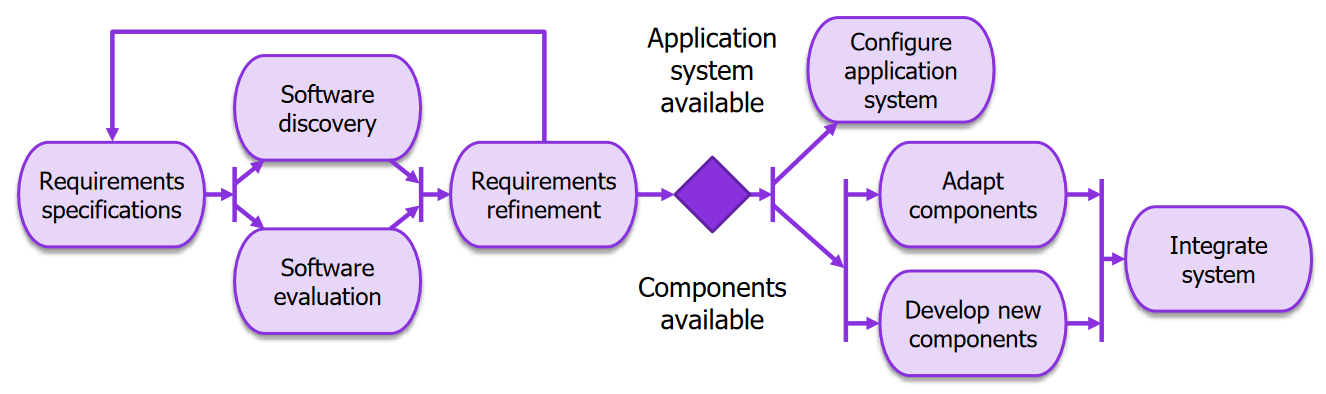 Requirements
specifications
Software
discovery
Software
evaluation
Requirements
refinement
Application
system
available
Components
available
Configure
application
system
Adapt
components
Develop new
components
Integrate
system